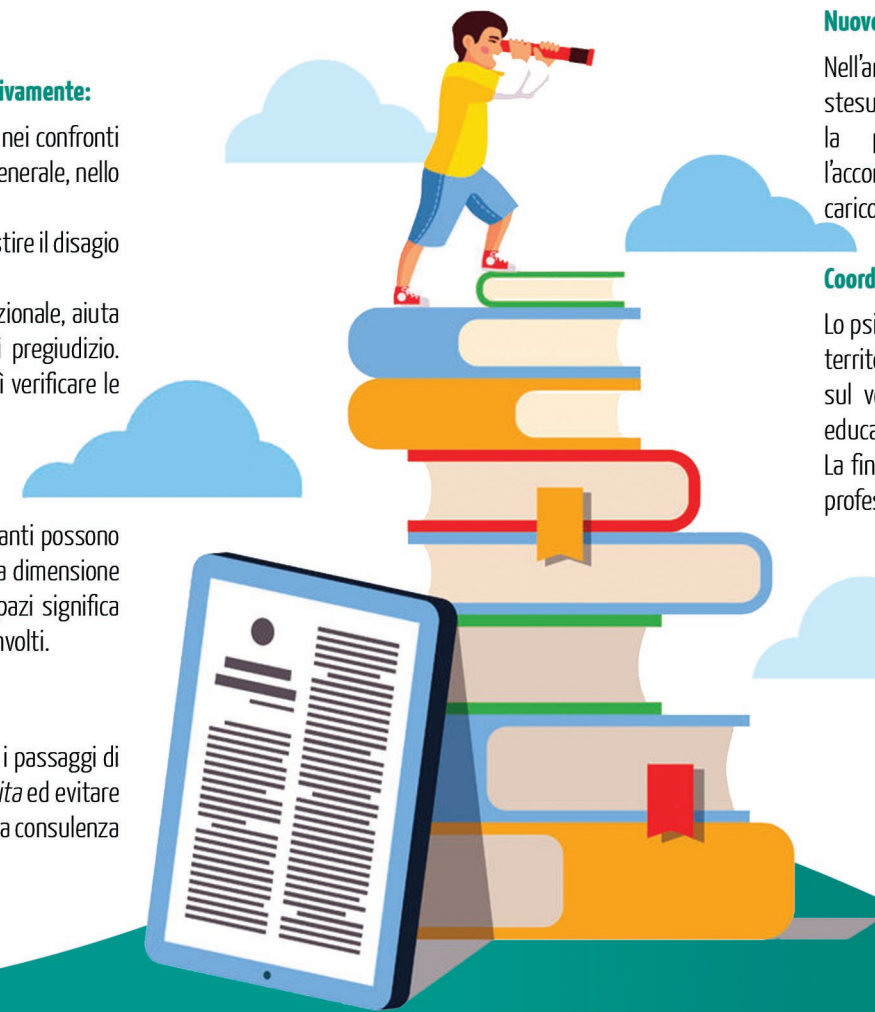 ivamente:
nei confronti
enerale, nello
stire il disagio
zionale, aiuta
i pregiudizio.
ì verificare le
anti possono
a dimensione
pazi significa
nvolti.
i passaggi di
ita ed evitare
a consulenza
Nuove
Nell'a
stesu
la p
l'acco
carico
Coord
Lo psi
territo
sul v
educa
La fin
profes